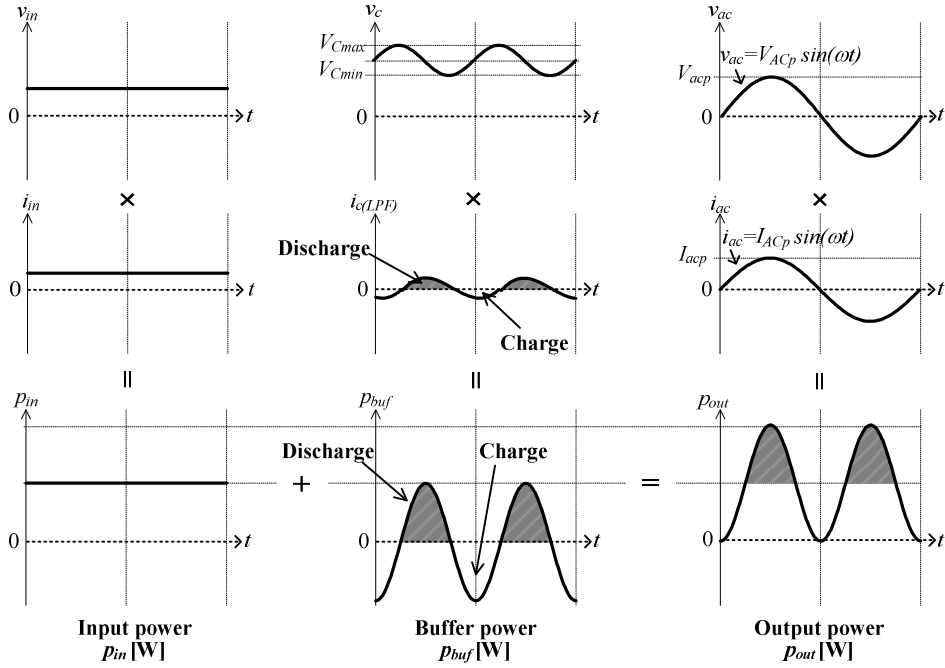 v_in
0
t
×
i_in
0
t
=
p_in
0
t
Input power
p_in [W]
+
v_c
V_Cmax
V_Cmin
0
t
×
i_c(LPF)
Discharge
0
t
Charge
=
p_buf
Discharge
Charge
0
t
Buffer power
p_buf [W]
=
v_ac
v_ac=V_ACp sin(ωt)
V_acp
0
t
×
i_ac
i_ac=I_ACp sin(ωt)
I_acp
0
t
=
p_out
0
t
Output power
p_out [W]